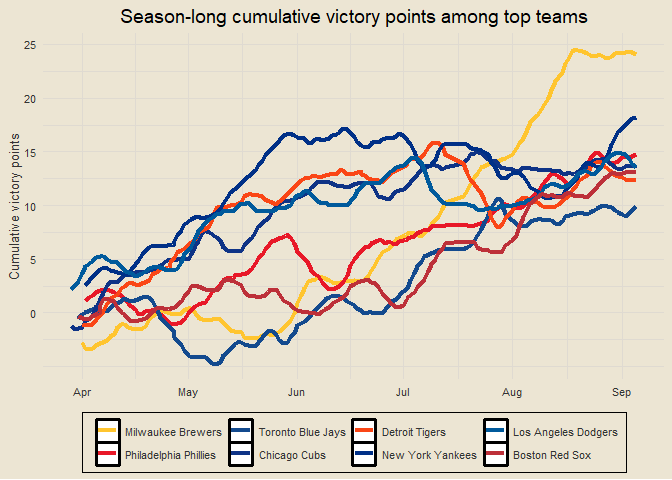 Season-long cumulative victory points among top teams
Cumulative victory points
25
20
15
10
5
0
Apr May Jun Jul Aug Sep
Milwaukee Brewers Toronto Blue Jays Detroit Tigers Los Angeles Dodgers
Philadelphia Phillies Chicago Cubs New York Yankees Boston Red Sox